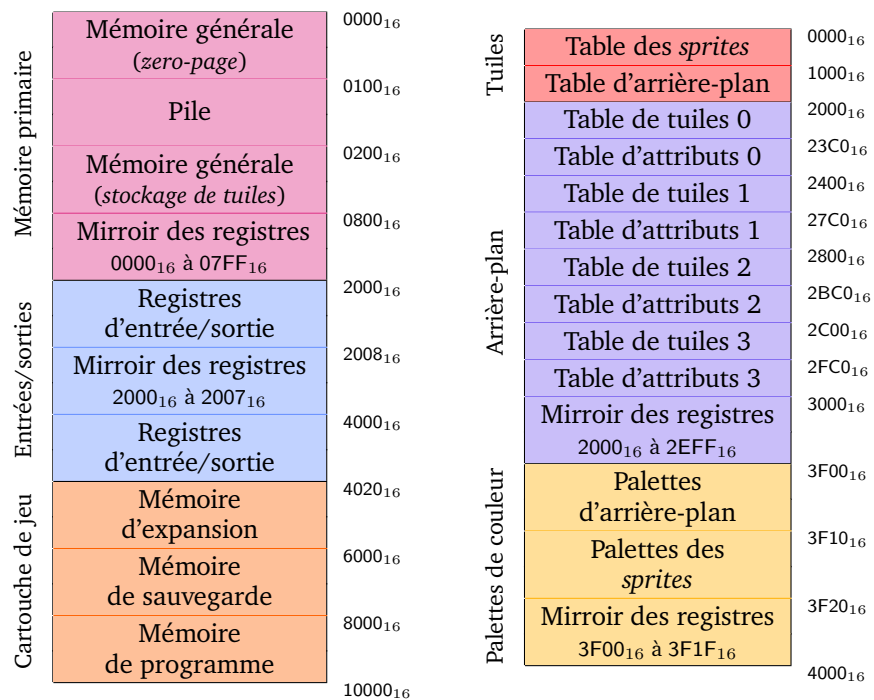 Mémoire primaire
Mémoire générale
(zero-page)
Pile
Mémoire générale
(stockage de tuiles)
Mirroir des registres
0000₁₆ à 07FF₁₆
Entrées/sorties
Registres
d'entrée/sortie
Mirroir des registres
2000₁₆ à 2007₁₆
Registres
d'entrée/sortie
Cartouche de jeu
Mémoire
d'expansion
Mémoire
de sauvegarde
Mémoire
de programme
0000₁₆
0100₁₆
0200₁₆
0800₁₆
2000₁₆
2008₁₆
4000₁₆
4020₁₆
6000₁₆
8000₁₆
10000₁₆
Tuiles
Table des sprites
Table d'arrière-plan
Arrière-plan
Table de tuiles 0
Table d'attributs 0
Table de tuiles 1
Table d'attributs 1
Table de tuiles 2
Table d'attributs 2
Table de tuiles 3
Table d'attributs 3
Mirroir des registres
2000₁₆ à 2EFF₁₆
Palettes de couleur
Palettes
d'arrière-plan
Palettes des
sprites
Mirroir des registres
3F00₁₆ à 3F1F₁₆
0000₁₆
1000₁₆
2000₁₆
23C0₁₆
2400₁₆
27C0₁₆
2800₁₆
2BC0₁₆
2C00₁₆
2FC0₁₆
3000₁₆
3F00₁₆
3F10₁₆
3F20₁₆
4000₁₆